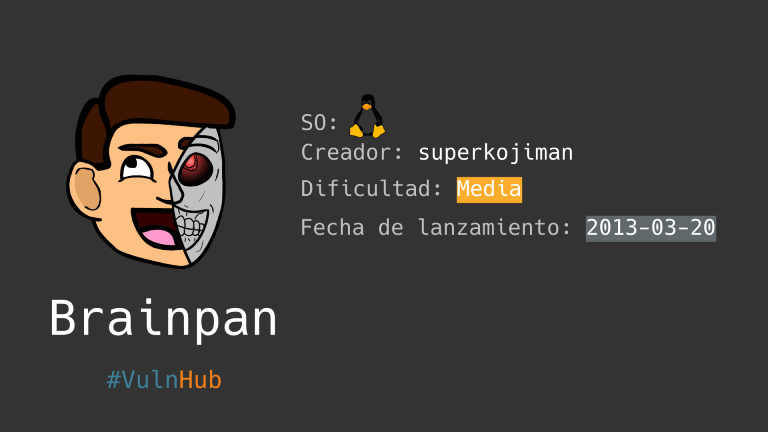 SO:
Creador: superkojiman
Dificultad: Media
Fecha de lanzamiento: 2013-03-20
Brainpan
#VulnHub